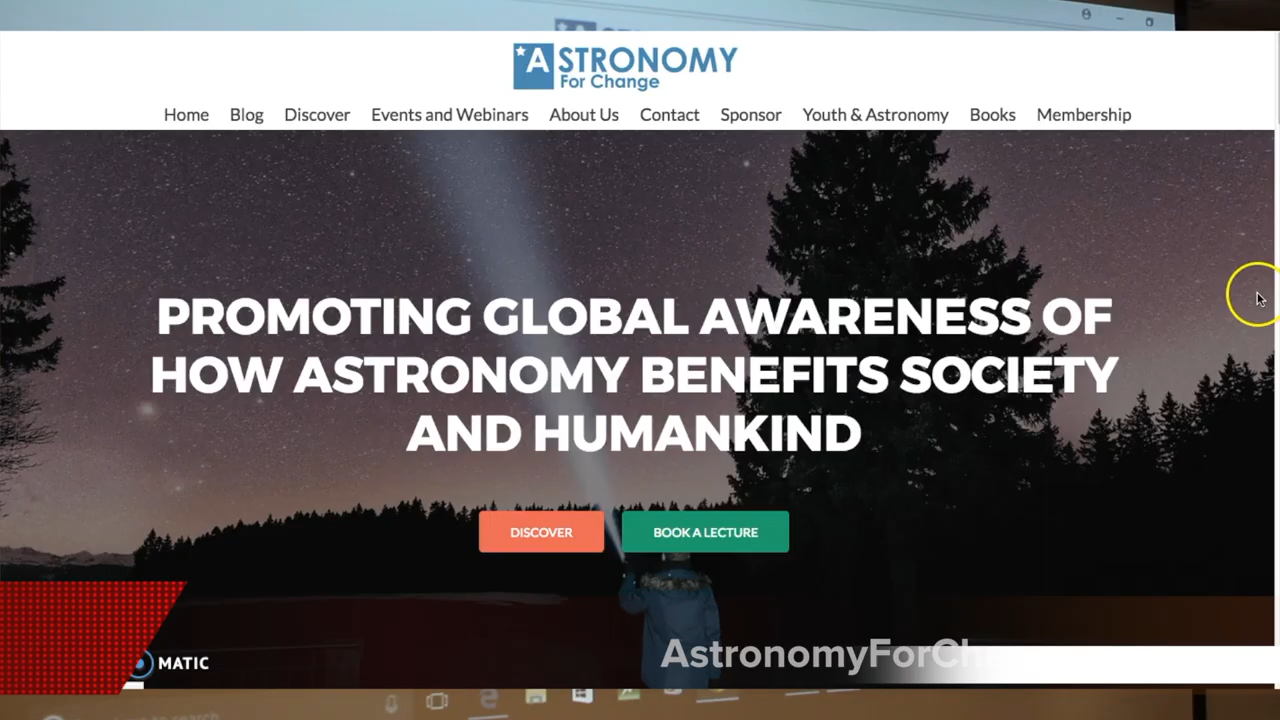 ASTRONOMY
For Change
Home Blog Discover Events and Webinars About Us Contact Sponsor Youth & Astronomy Books Membership
PROMOTING GLOBAL AWARENESS OF
HOW ASTRONOMY BENEFITS SOCIETY
AND HUMANKIND
DISCOVER BOOK A LECTURE
MATIC AstronomyForCh